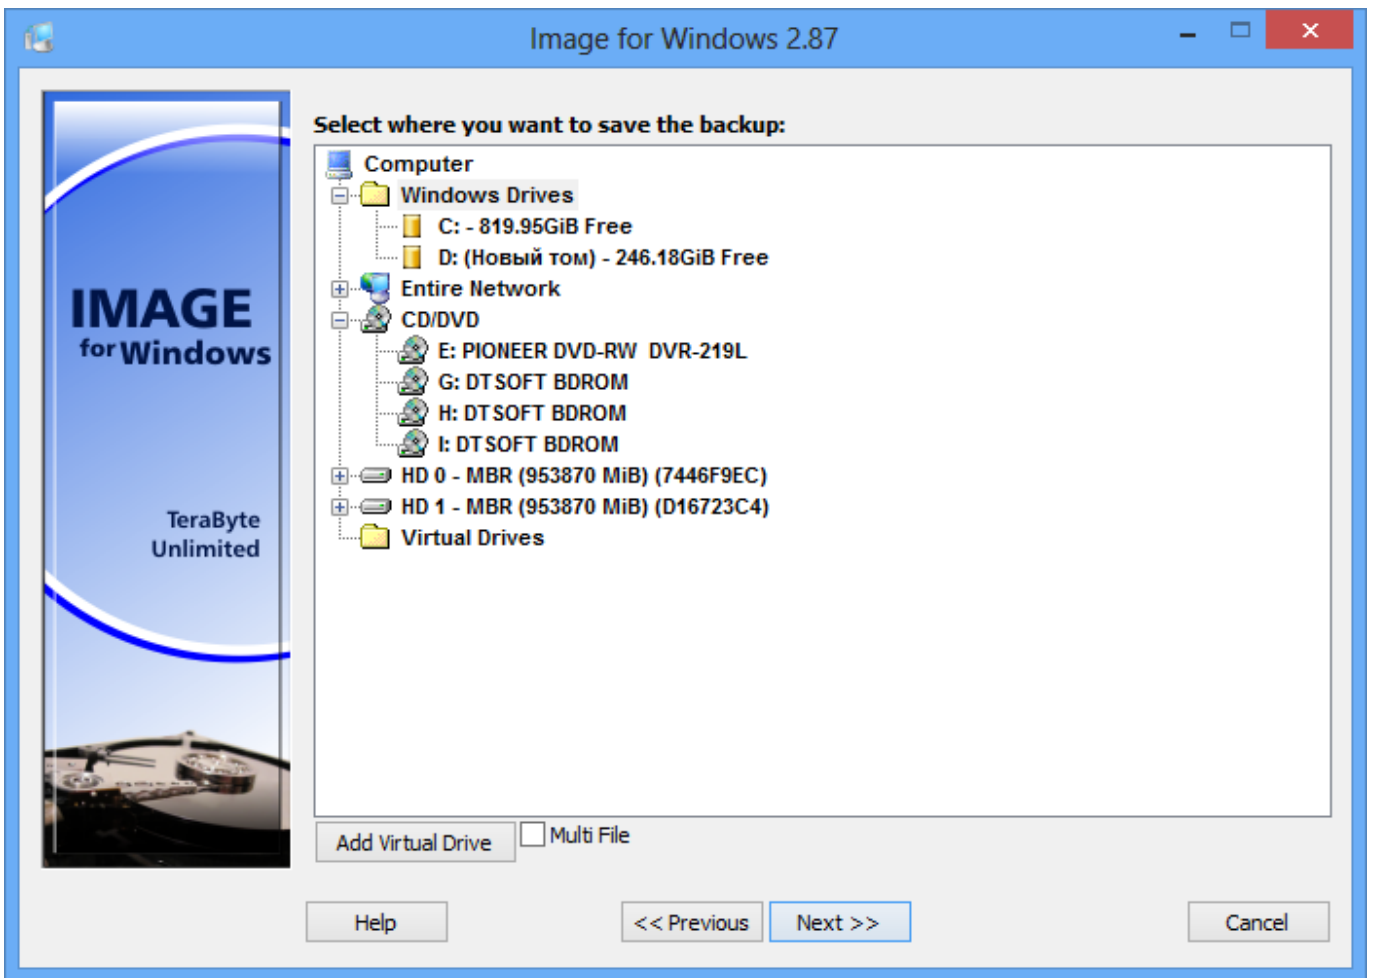 Image for Windows 2.87
IMAGE
for Windows
TeraByte
Unlimited
Select where you want to save the backup:
Computer
Windows Drives
C: - 819.95GiB Free
D: (Новый том) - 246.18GiB Free
Entire Network
CD/DVD
E: PIONEER DVD-RW  DVR-219L
G: DTSOFT BDROM
H: DTSOFT BDROM
I: DTSOFT BDROM
HD 0 - MBR (953870 MiB) (7446F9EC)
HD 1 - MBR (953870 MiB) (D16723C4)
Virtual Drives
Add Virtual Drive Multi File
Help << Previous Next >> Cancel